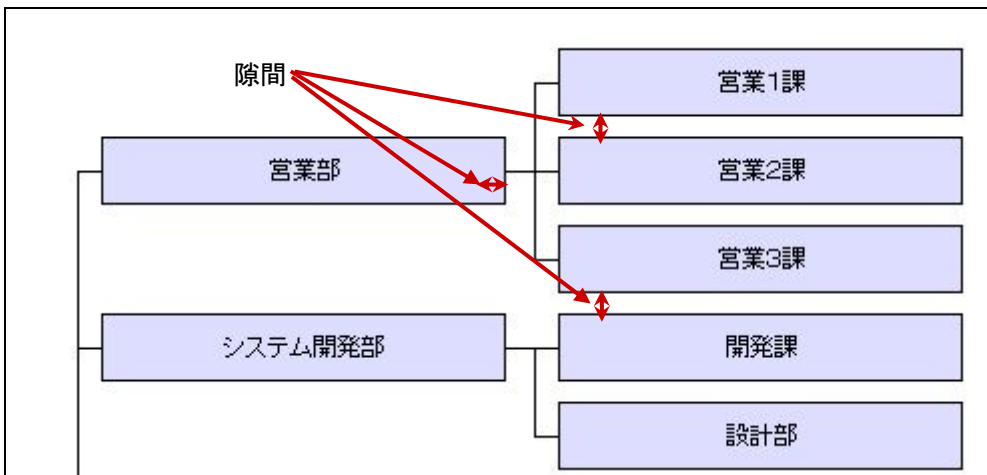 隙間
営業1課
営業部
営業2課
営業3課
システム開発部
開発課
設計部